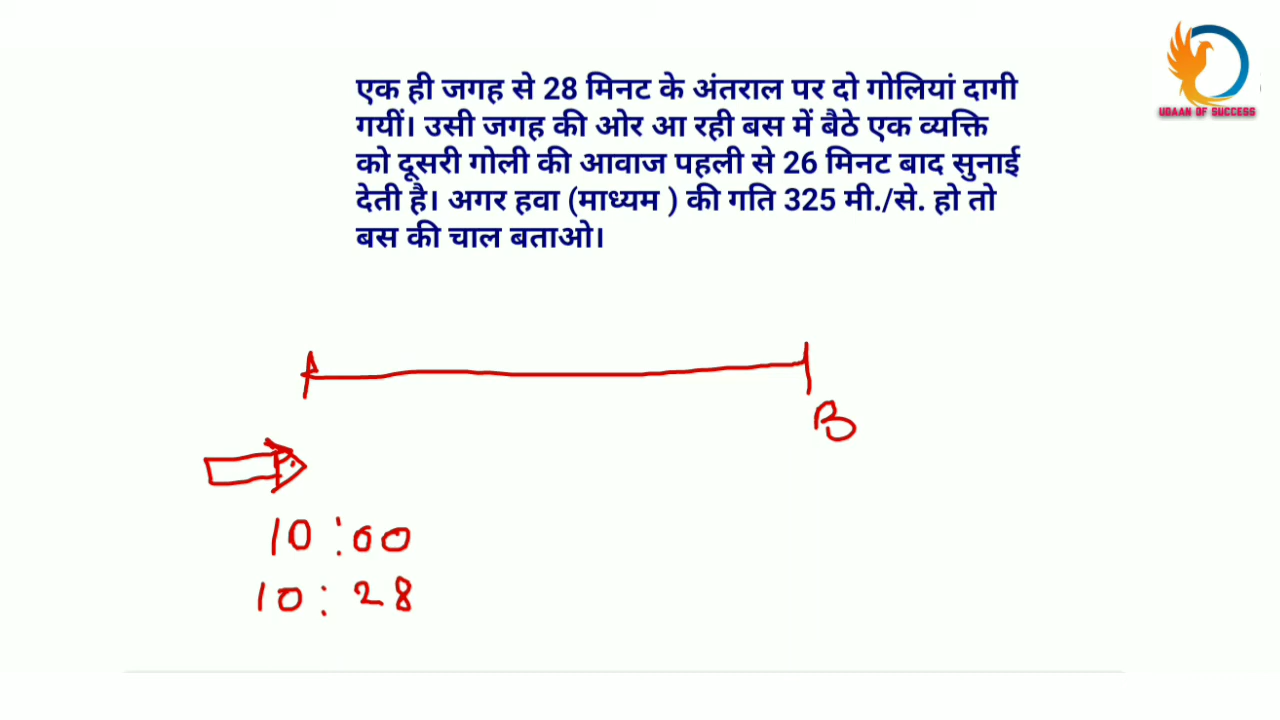 एक ही जगह से 28 मिनट के अंतराल पर दो गोलियां दागी
गयीं। उसी जगह की ओर आ रही बस में बैठे एक व्यक्ति
को दूसरी गोली की आवाज पहली से 26 मिनट बाद सुनाई
देती है। अगर हवा (माध्यम ) की गति 325 मी./से. हो तो
बस की चाल बताओ।
UDAAN OF SUCCESS
A
B
10:00
10:28